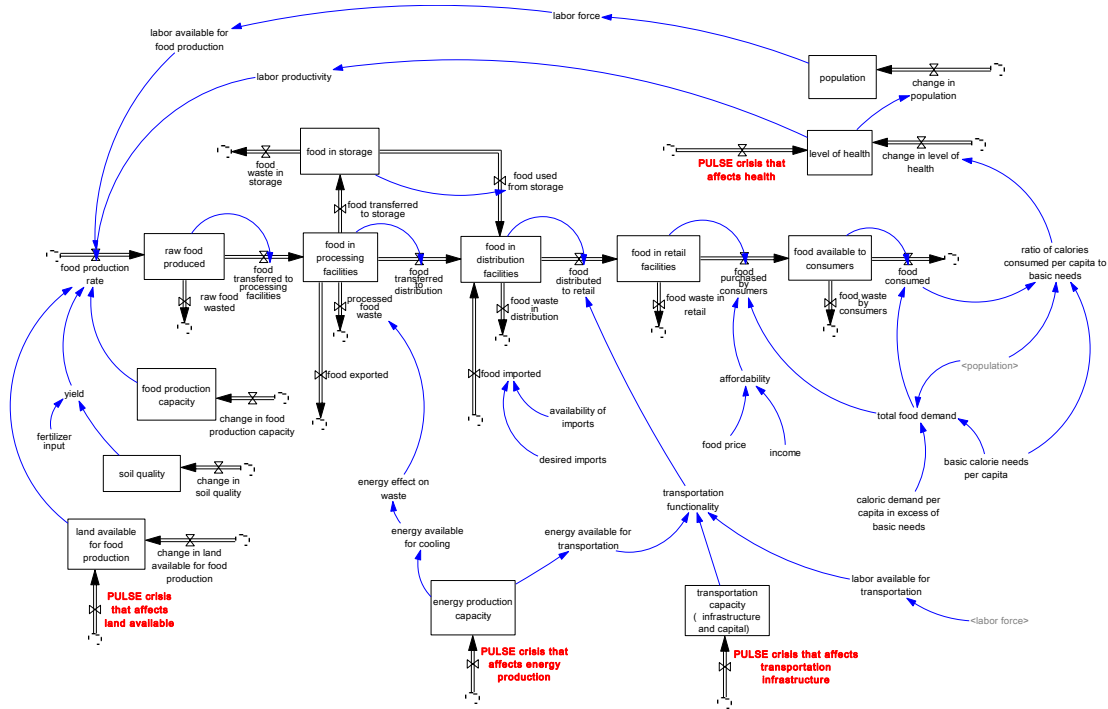 labor force
labor available for
food production
labor productivity
population
change in
population
level of health
change in level of
health
PULSE crisis that
affects health
food in storage
food
waste in
storage
food used
from storage
food transferred
to storage
raw food
produced
food in
processing
facilities
food in
distribution
facilities
food in retail
facilities
food available to
consumers
food production
rate
food
transferred to
processing
facilities
food
transferred to
distribution
food
distributed
to retail
food
purchased
by
consumers
food
consumed
ratio of calories
consumed per capita to
basic needs
raw food
wasted
processed
food waste
food waste
in
distribution
food waste in
retail
food waste
by
consumers
food exported
food imported
availability of
imports
desired imports
affordability
food price
income
<population>
total food demand
basic calorie needs
per capita
caloric demand per
capita in excess of
basic needs
food production
capacity
change in food
production capacity
yield
fertilizer
input
soil quality
change in
soil quality
land available
for food
production
change in land
available for food
production
PULSE crisis
that affects
land available
energy effect on
waste
energy available
for cooling
energy available for
transportation
energy production
capacity
PULSE crisis that
affects energy
production
transportation
functionality
transportation
capacity
( infrastructure
and capital)
PULSE crisis that affects
transportation
infrastructure
labor available for
transportation
<labor force>